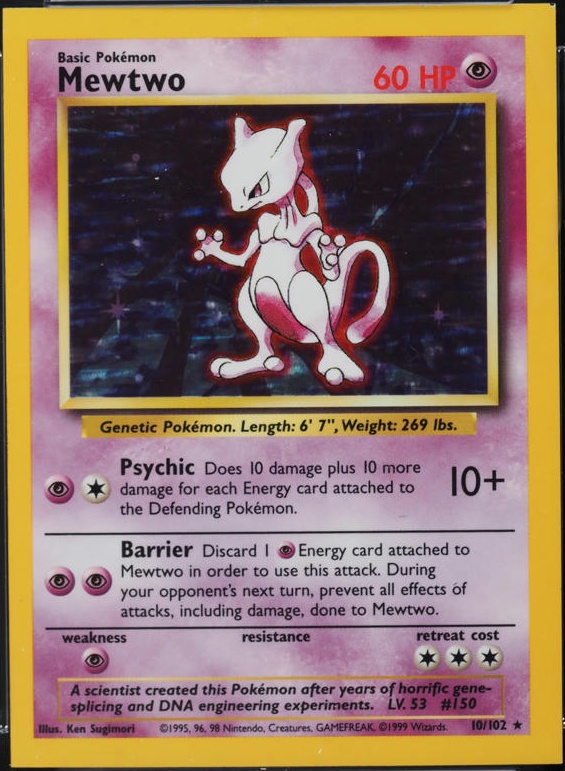 Basic Pokémon
Mewtwo 60 HP
Genetic Pokémon. Length: 6' 7", Weight: 269 lbs.
Psychic Does 10 damage plus 10 more
damage for each Energy card attached to
the Defending Pokémon.
10+
Barrier Discard 1 Energy card attached to
Mewtwo in order to use this attack. During
your opponent's next turn, prevent all effects of
attacks, including damage, done to Mewtwo.
weakness resistance retreat cost
A scientist created this Pokémon after years of horrific gene-
splicing and DNA engineering experiments. LV. 53 #150
Illus. Ken Sugimori ©1995, 96, 98 Nintendo, Creatures, GAMEFREAK. ©1999 Wizards. 10/102 ★